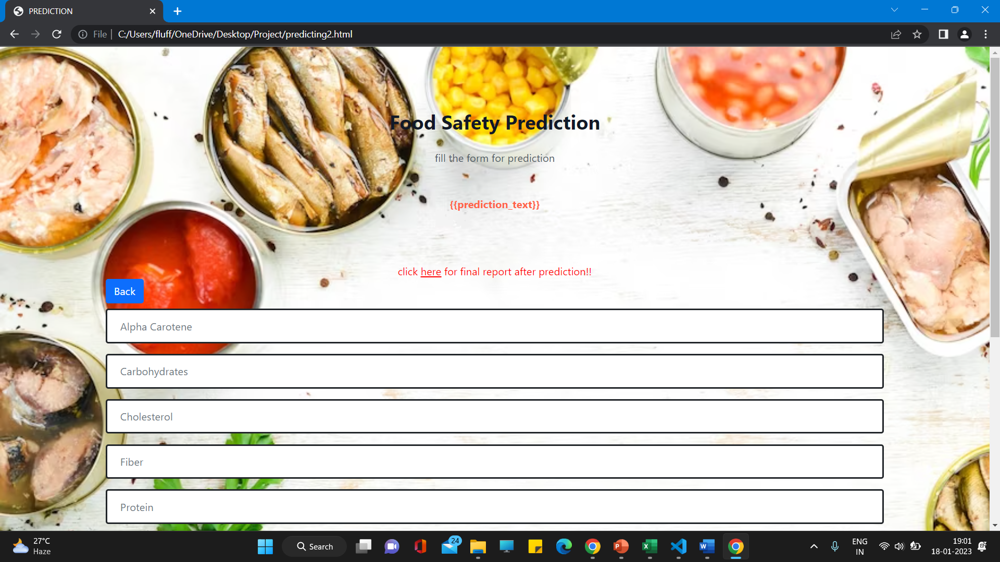 PREDICTION
File | C:/Users/fluff/OneDrive/Desktop/Project/predicting2.html
Food Safety Prediction
fill the form for prediction
{{prediction_text}}
click here for final report after prediction!!
Back
Alpha Carotene
Carbohydrates
Cholesterol
Fiber
Protein
27°C
Haze
Search
24
ENG
IN
19:01
18-01-2023